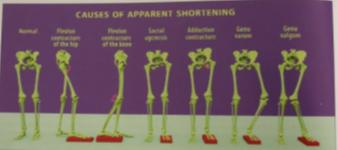 CAUSES OF APPARENT SHORTENING
Normal
Flexion
contracture
of the hip
Flexion
contracture
of the knee
Adduction
contracture
Genu
varum
Genu
valgum